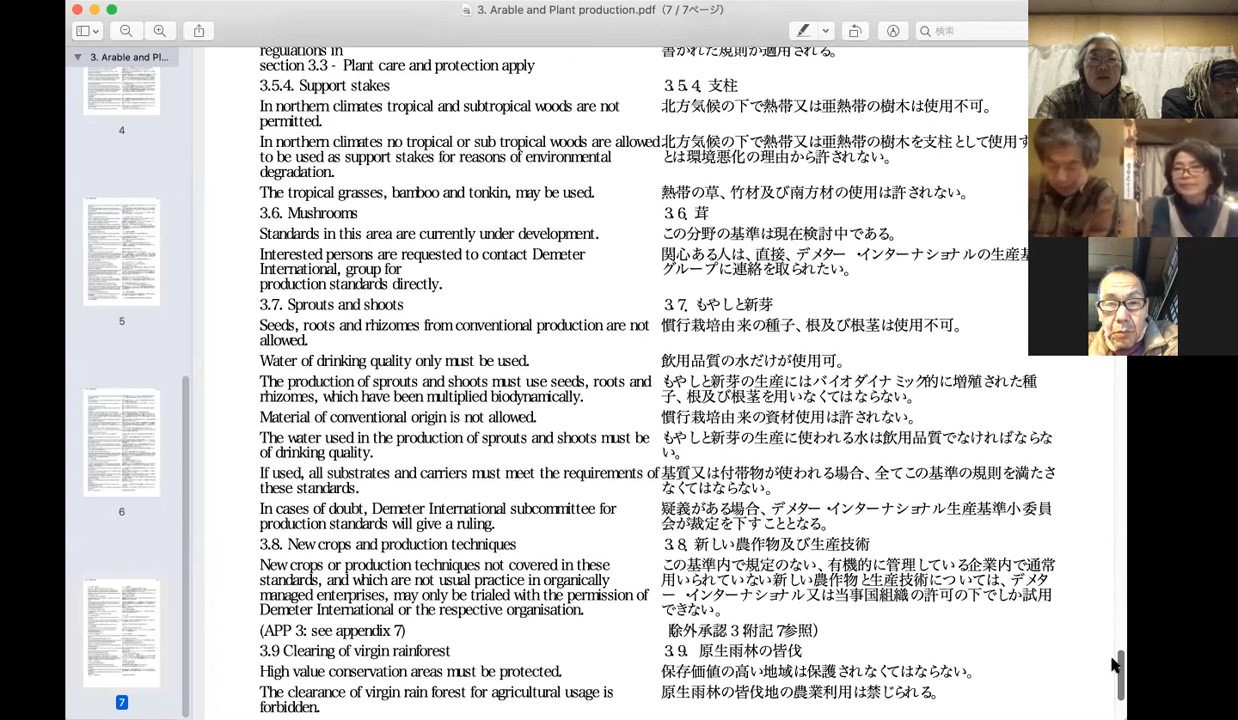 3. Arable and Plant production.pdf（7 / 7ページ）
検索
3. Arable and Pl...
4
5
6
7
regulations in
section 3.3 - Plant care and protection apply
3.5.4. Support stakes
In northern climates tropical and subtropical woods are not
permitted.
In northern climates no tropical or sub tropical woods are allowed
to be used as support stakes for reasons of environmental
degradation.
The tropical grasses, bamboo and tonkin, may be used.
3.6. Mushrooms
Standards in this area are currently under development.
Interested persons are requested to contact Demeter
International, group for
production standards directly.
3.7. Sprouts and shoots
Seeds, roots and rhizomes from conventional production are not
allowed.
Water of drinking quality only must be used.
The production of sprouts and shoots must use seeds, roots and
rhizomes, which have been multiplied biodynamically.
Material of conventional origin is not allowed.
The water used in the production of sprouts and shoots must be
of drinking quality.
If used, all substrates and carriers must meet the requirements of
these standards.
In cases of doubt, Demeter International subcommittee for
production standards will give a ruling.
3.8. New crops and production techniques
New crops or production techniques not covered in these
standards, and which are not usual practice in organically
managed enterprises, may only be trialed with the permission of
Demeter International or the respective organisation.
(APP 3: see appendix 7)
3.9 Clearing of virgin rainforest
High value conservation areas must be protected.
The clearance of virgin rain forest for agricultural usage is
forbidden.
書かれた規則が適用される。
3.5.4. 支柱
北方気候の下で熱帯又は亜熱帯の樹木は使用不可。
北方気候の下で熱帯又は亜熱帯の樹木を支柱として使用す
とは環境悪化の理由から許されない。
熱帯の草、竹材及び南方材の使用は許されない。
3.6. 茸
この分野の基準は現在検討中である。
関心ある人は、直接、デメター・インターナショナルの生産基
グループに連絡を取られたい。
3.7. もやしと新芽
慣行栽培由来の種子、根及び根茎は使用不可。
飲用品質の水だけが使用可。
もやしと新芽の生産にはバイオダイナミック的に増殖された種
子、根及び根茎を用いなくてはならない。
慣行栽培由来の資材使用は許されない。
もやしと新芽の生産に使われる水は飲用品質でなければならな
い。
基質又は付帯物が使われる場合、全てこの基準の規則を満たさ
なくてはならない。
疑義がある場合、デメター・インターナショナル生産基準小委員
会が裁定を下すこととなる。
3.8. 新しい農作物及び生産技術
この基準内で規定のない、有機的に管理している企業内で通常
用いられていない新しい農作物と生産技術については、デメタ
ー・インターナショナル又は当事国組織の許可の下でしか試用
できない。
(除外承認 3:附記 7参照)
3.9. 原生雨林の皆伐
保存価値の高い地域は保護されなくてはならない。
原生雨林の皆伐地の農業利用は禁じられる。